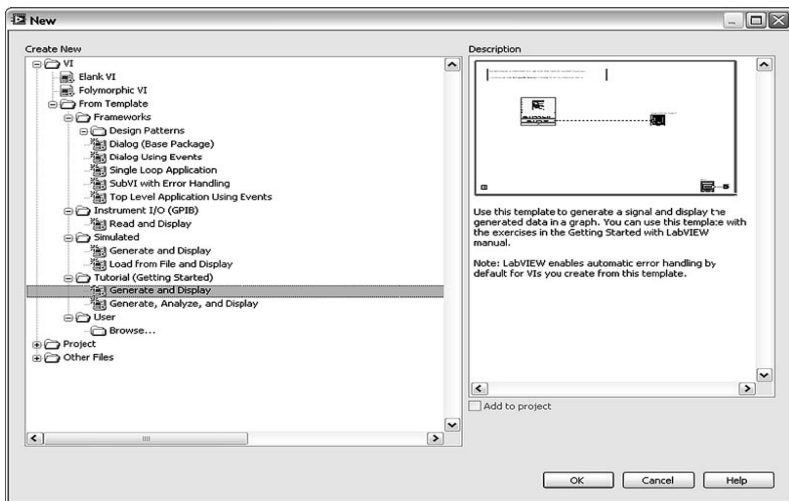 New
Create New
VI
Elank VI
Folymorphic VI
From Template
Frameworks
Design Patterns
Dialog (Base Package)
Dialog Using Events
Single Loop Application
SubVI with Error Handling
Top Level Application Using Events
Instrument I/O (GPIB)
Read and Display
Simulated
Generate and Display
Load from File and Display
Tutorial (Getting Started)
Generate and Display
Generate, Analyze, and Display
User
Browse...
Project
Other Files
Description
Use this template to generate a signal and display the
generated data in a graph. You can use this template with
the exercises in the Getting Started with LabVIEW
manual.
Note: LabVIEW enables automatic error handling by
default for VIs you create from this template.
Add to project
OK
Cancel
Help